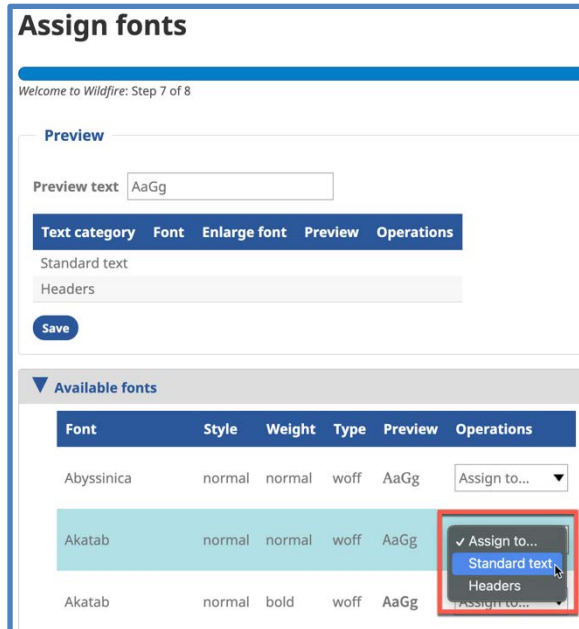 Assign fonts
Welcome to Wildfire: Step 7 of 8
Preview
Preview text AaGg
Text category Font Enlarge font Preview Operations
Standard text
Headers
Save
Available fonts
Font Style Weight Type Preview Operations
Abyssinica normal normal woff AaGg Assign to...
Akatab normal normal woff AaGg ✓ Assign to...
Standard text
Headers
Akatab normal bold woff AaGg Assign to...